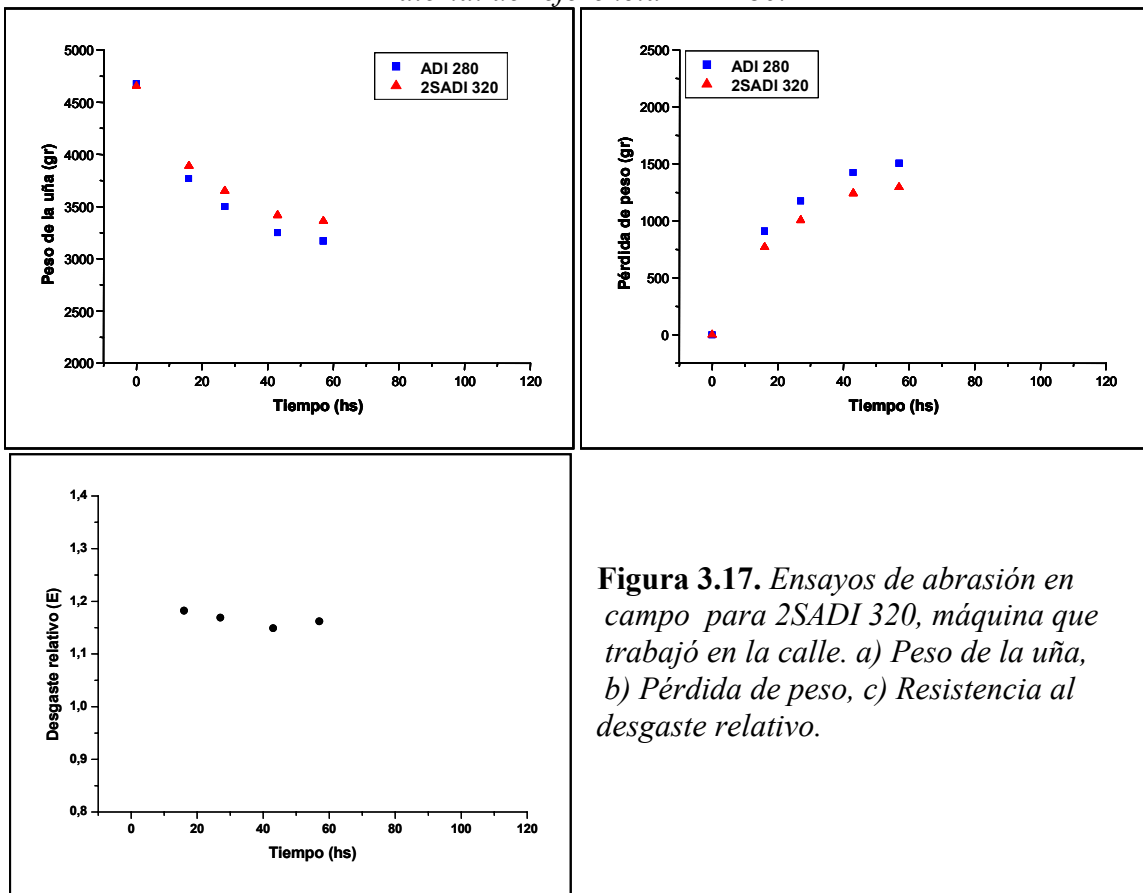 5000
4500
4000
3500
3000
2500
2000
Peso de la uña (gr)
ADI 280
2SADI 320
0 20 40 60 80 100 120
Tiempo (hs)
2500
2000
1500
1000
500
0
Pérdida de peso (gr)
ADI 280
2SADI 320
0 20 40 60 80 100 120
Tiempo (hs)
1,4
1,3
1,2
1,1
1,0
0,9
0,8
Desgaste relativo (E)
0 20 40 60 80 100 120
Tiempo (hs)
Figura 3.17. Ensayos de abrasión en
campo para 2SADI 320, máquina que
trabajó en la calle. a) Peso de la uña,
b) Pérdida de peso, c) Resistencia al
desgaste relativo.